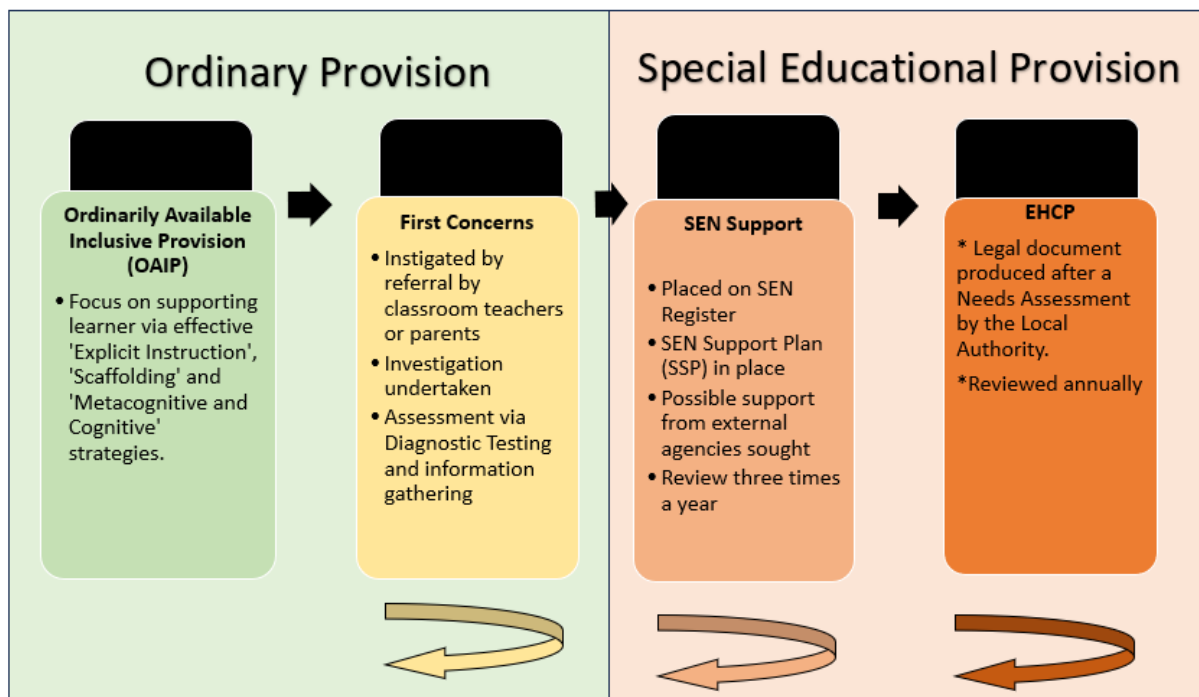 Ordinary Provision
Special Educational Provision
Ordinarily Available
Inclusive Provision
(OAIP)
• Focus on supporting
learner via effective
'Explicit Instruction',
'Scaffolding' and
'Metacognitive and
Cognitive'
strategies.
First Concerns
• Instigated by
referral by
classroom teachers
or parents
• Investigation
undertaken
• Assessment via
Diagnostic Testing
and information
gathering
SEN Support
• Placed on SEN
Register
• SEN Support Plan
(SSP) in place
• Possible support
from external
agencies sought
• Review three times
a year
EHCP
* Legal document
produced after a
Needs Assessment
by the Local
Authority.
*Reviewed annually